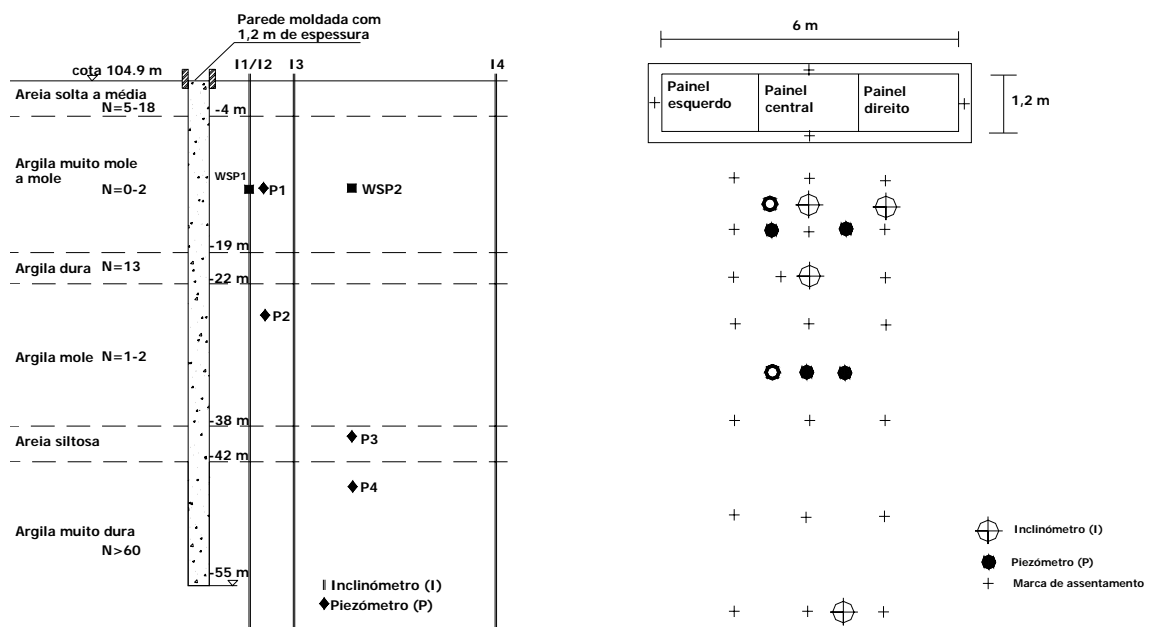 Parede moldada com
1,2 m de espessura
cota 104.9 m
I1/I2
I3
I4
Areia solta a média
N=5-18
-4 m
Argila muito mole
a mole
N=0-2
WSP1
P1
WSP2
-19 m
Argila dura N=13
-22 m
P2
Argila mole N=1-2
-38 m
Areia siltosa
P3
-42 m
P4
Argila muito dura
N>60
-55 m
Inclinómetro (I)
Piezómetro (P)
6 m
Painel
esquerdo
Painel
central
Painel
direito
1,2 m
Inclinómetro (I)
Piezómetro (P)
Marca de assentamento